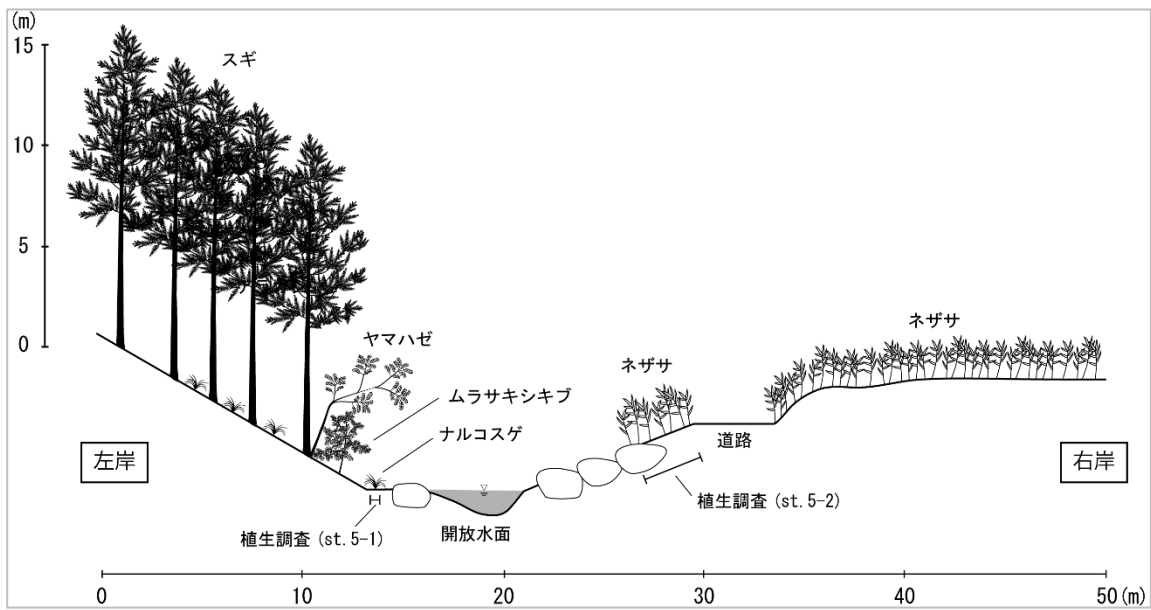 (m)
15
10
5
0
スギ
ヤマハゼ
ムラサキシキブ
ナルコスゲ
ネザサ
ネザサ
道路
左岸
右岸
植生調査(st.5-1)
開放水面
植生調査(st.5-2)
0
10
20
30
40
50(m)